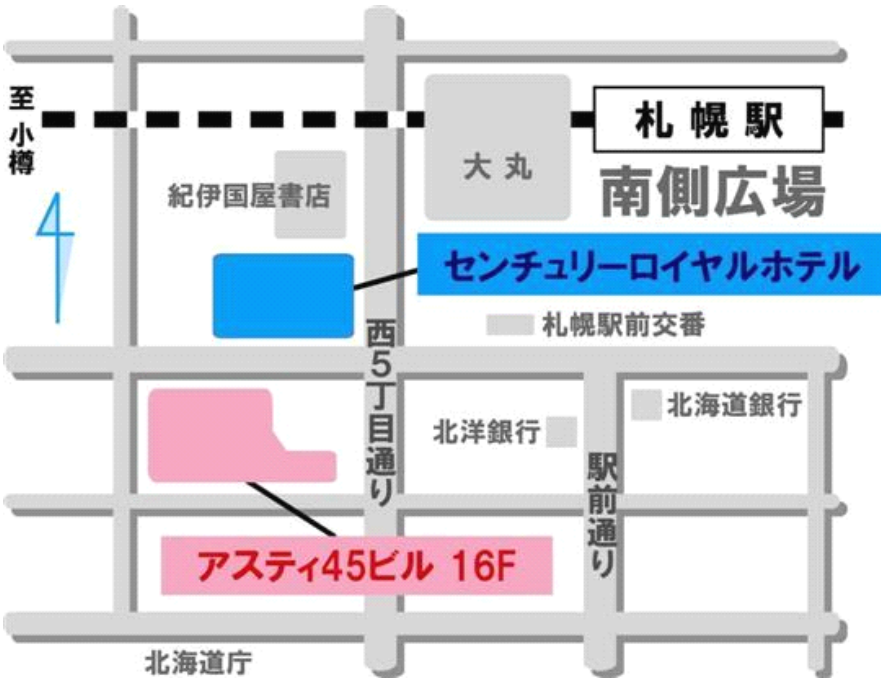 至 小樽
札幌駅
大丸
南側広場
紀伊国屋書店
センチュリーロイヤルホテル
札幌駅前交番
西5丁目通り
北海道銀行
北洋銀行
駅前通り
アスティ45ビル 16F
北海道庁